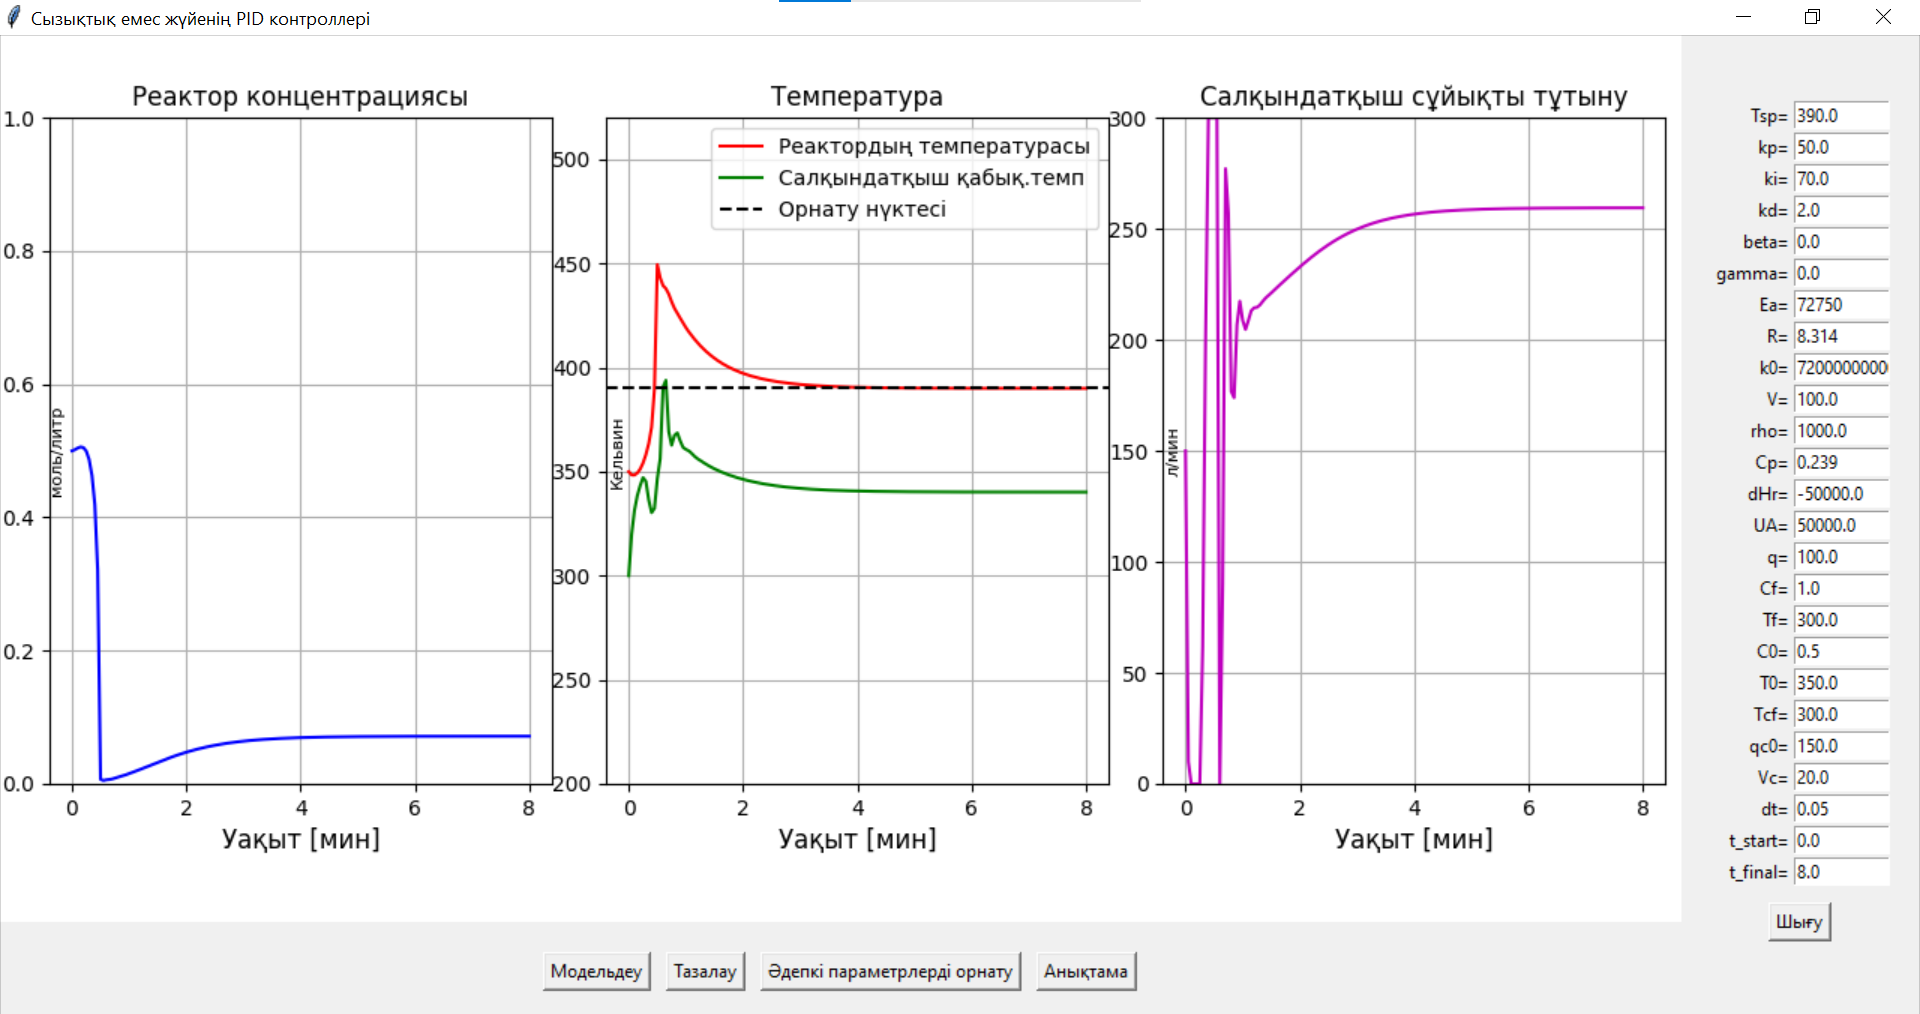 Сызықтық емес жүйенің PID контроллері
Реактор концентрациясы
1.0
0.8
0.6
0.4
0.2
0.0
моль/литр
0 2 4 6 8
Уақыт [мин]
Температура
Реактордың температурасы
Салқындатқыш қабық.темп
Орнату нүктесі
500
450
400
350
300
250
200
Кельвин
0 2 4 6 8
Уақыт [мин]
Салқындатқыш сұйықты тұтыну
300
250
200
150
100
50
0
л/мин
0 2 4 6 8
Уақыт [мин]
Tsp= 390.0
kp= 50.0
ki= 70.0
kd= 2.0
beta= 0.0
gamma= 0.0
Ea= 72750
R= 8.314
k0= 7200000000
V= 100.0
rho= 1000.0
Cp= 0.239
dHr= -50000.0
UA= 50000.0
q= 100.0
Cf= 1.0
Tf= 300.0
C0= 0.5
T0= 350.0
Tcf= 300.0
qc0= 150.0
Vc= 20.0
dt= 0.05
t_start= 0.0
t_final= 8.0
Шығу
Модельдеу Тазалау Әдепкі параметрлерді орнату Анықтама